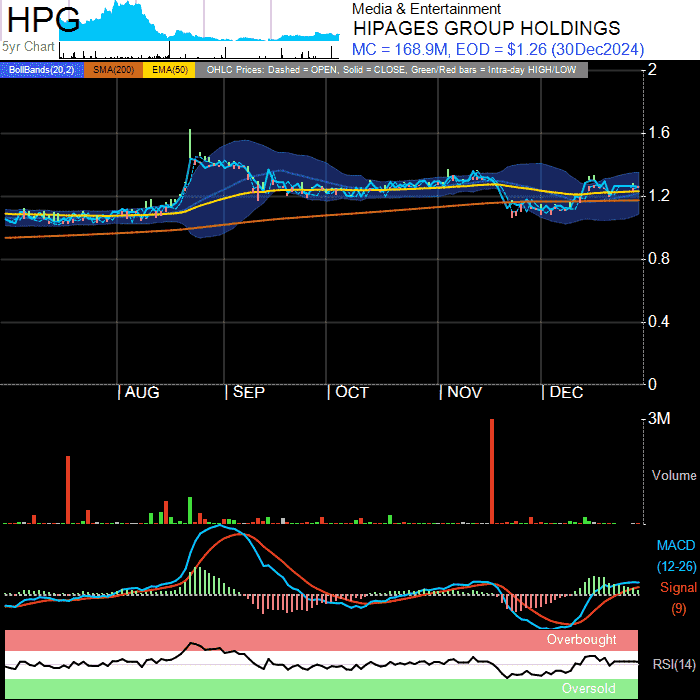 HPG
5yr Chart
Media & Entertainment
HIPAGES GROUP HOLDINGS
MC = 168.9M, EOD = $1.26 (30Dec2024)
BollBands(20,2) SMA(200) EMA(50) OHLC Prices: Dashed = OPEN, Solid = CLOSE, Green/Red bars = Intra-day HIGH/LOW
2
1.6
1.2
0.8
0.4
0
AUG SEP OCT NOV DEC
3M
Volume
MACD
(12-26)
Signal
(9)
Overbought
RSI(14)
Oversold